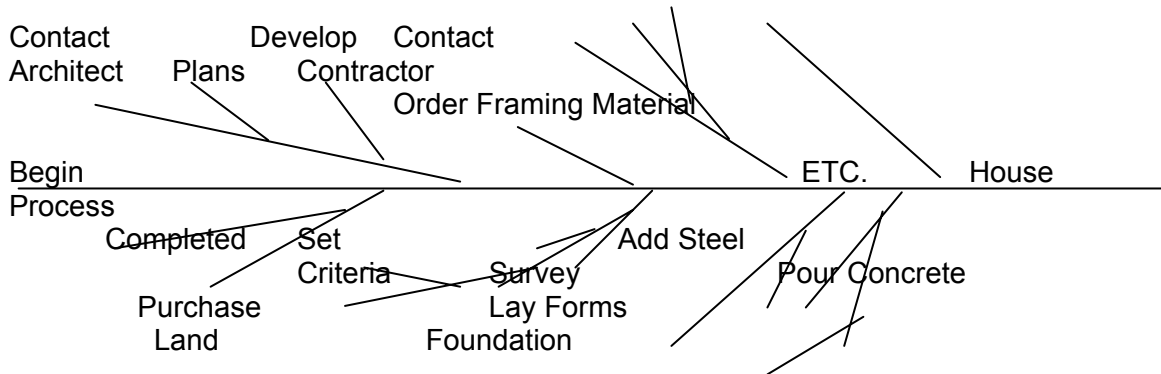 Contact Develop Contact
Architect Plans Contractor
Order Framing Material
Begin ETC. House
Process
Completed Set Add Steel
Criteria Survey Pour Concrete
Purchase Lay Forms
Land Foundation